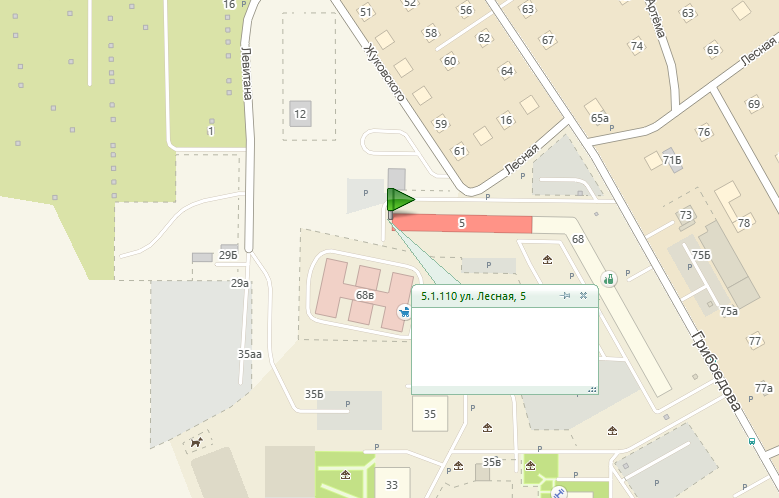 16
51
52
56
63
Артёма
63
58
67
62
74
65
Лесная
Жуковского
Левитана
60
64
69
12
59
16
65а
76
1
61
Лесная
71Б
P
P
P
5
73
78
68
P
29Б
75Б
P
P
29а
68в
5.1.110 ул. Лесная, 5
75а
Грибоедова
77
35аа
77а
35Б
P
P
35
P
P
35в
P
P
33
P
P